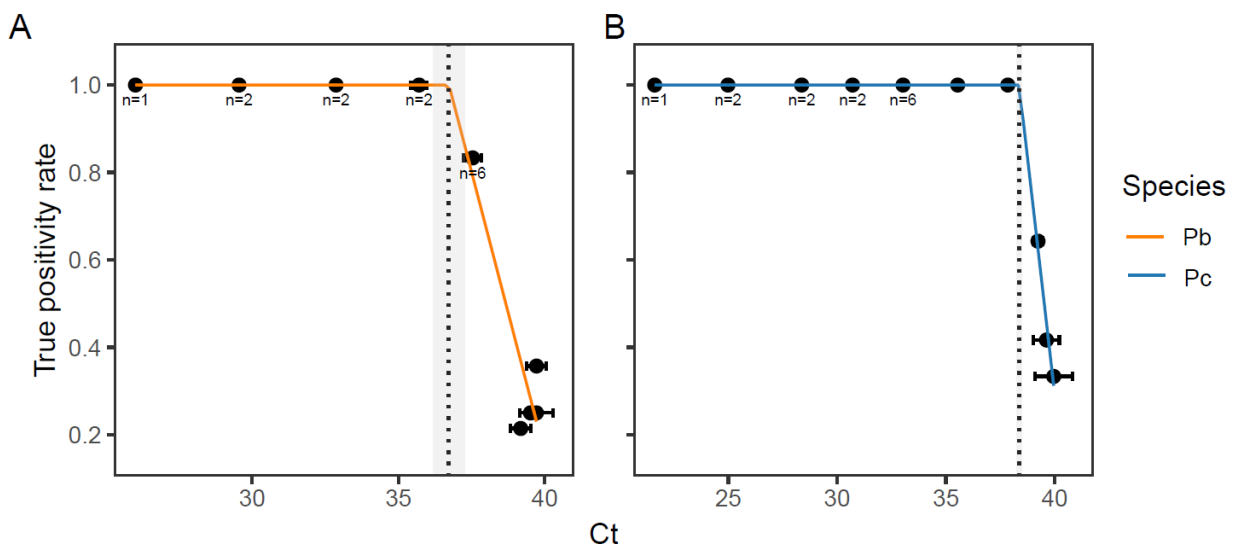 A
B
True positivity rate
1.0
0.8
0.6
0.4
0.2
n=1
n=2
n=2
n=2
n=6
30
35
40
n=1
n=2
n=2
n=2
n=6
25
30
35
40
Ct
Species
Pb
Pc